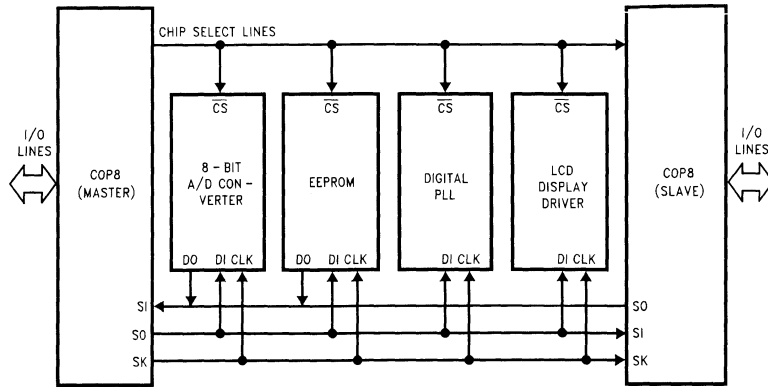 CHIP SELECT LINES
I/O
LINES
COP8
(MASTER)
CS
8 - BIT
A/D CON -
VERTER
DO DI CLK
CS
EEPROM
DO DI CLK
CS
DIGITAL
PLL
DI CLK
CS
LCD
DISPLAY
DRIVER
DI CLK
COP8
(SLAVE)
I/O
LINES
SI
SO
SK
SO
SI
SK